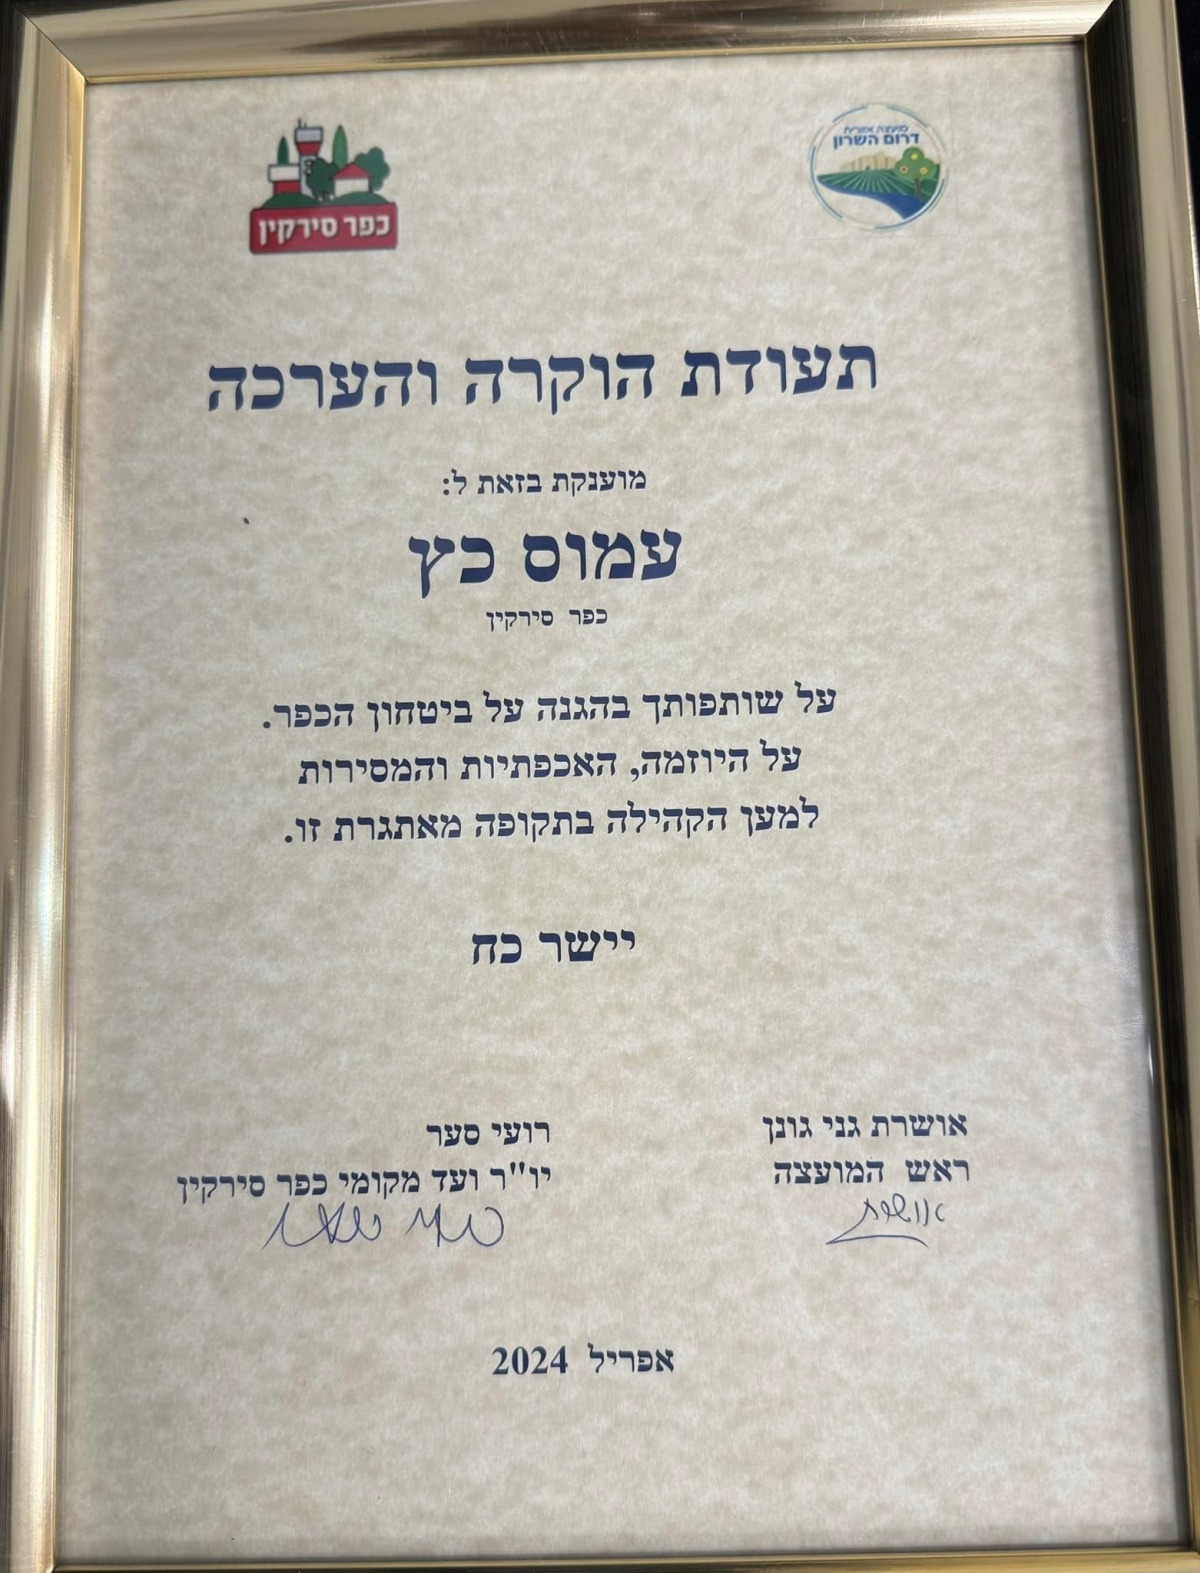 מועצה אזורית
דרום השרון
כפר סירקין
תעודת הוקרה והערכה
מוענקת בזאת ל:
עמוס כץ
כפר סירקין
על שותפותך בהגנה על ביטחון הכפר.
על היוזמה, האכפתיות והמסירות
למען הקהילה בתקופה מאתגרת זו.
יישר כח
אושרת גני גונן
ראש המועצה
אושרת
רועי סער
יו"ר ועד מקומי כפר סירקין
אפריל 2024